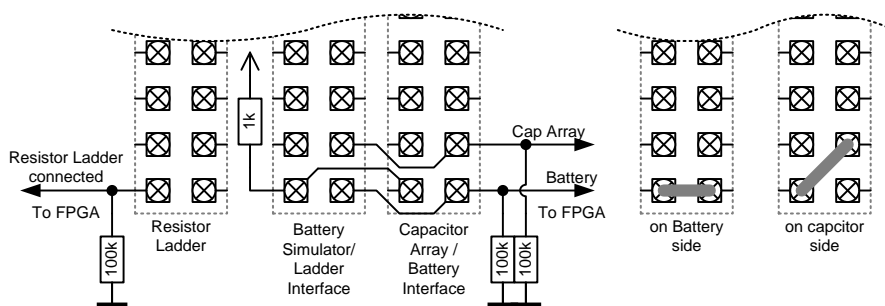 1k
Cap Array
Resistor Ladder
connected
Battery
To FPGA
To FPGA
Resistor
Ladder
Battery
Simulator/
Ladder
Interface
Capacitor
Array /
Battery
Interface
on Battery
side
on capcitor
side
100k
100k
100k